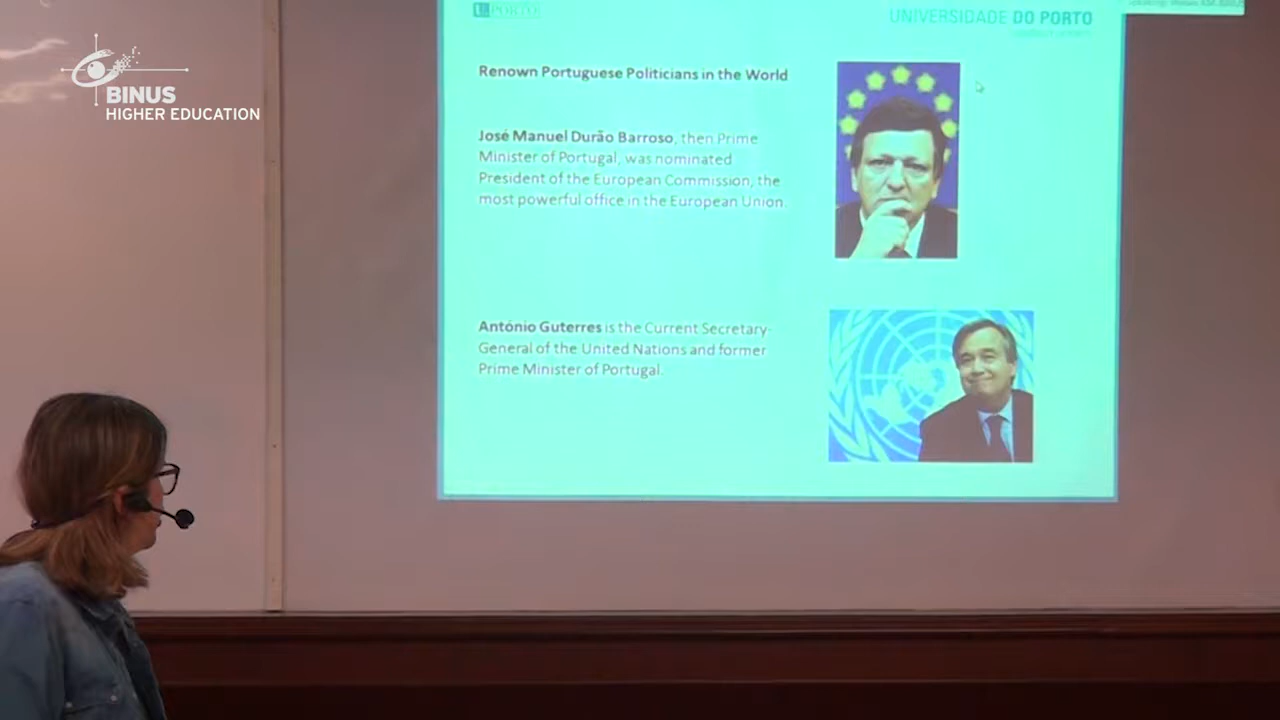 BINUS
HIGHER EDUCATION
U.PORTO
UNIVERSIDADE DO PORTO
Renown Portuguese Politicians in the World
José Manuel Durão Barroso, then Prime
Minister of Portugal, was nominated
President of the European Commission, the
most powerful office in the European Union.
António Guterres is the Current Secretary-
General of the United Nations and former
Prime Minister of Portugal.